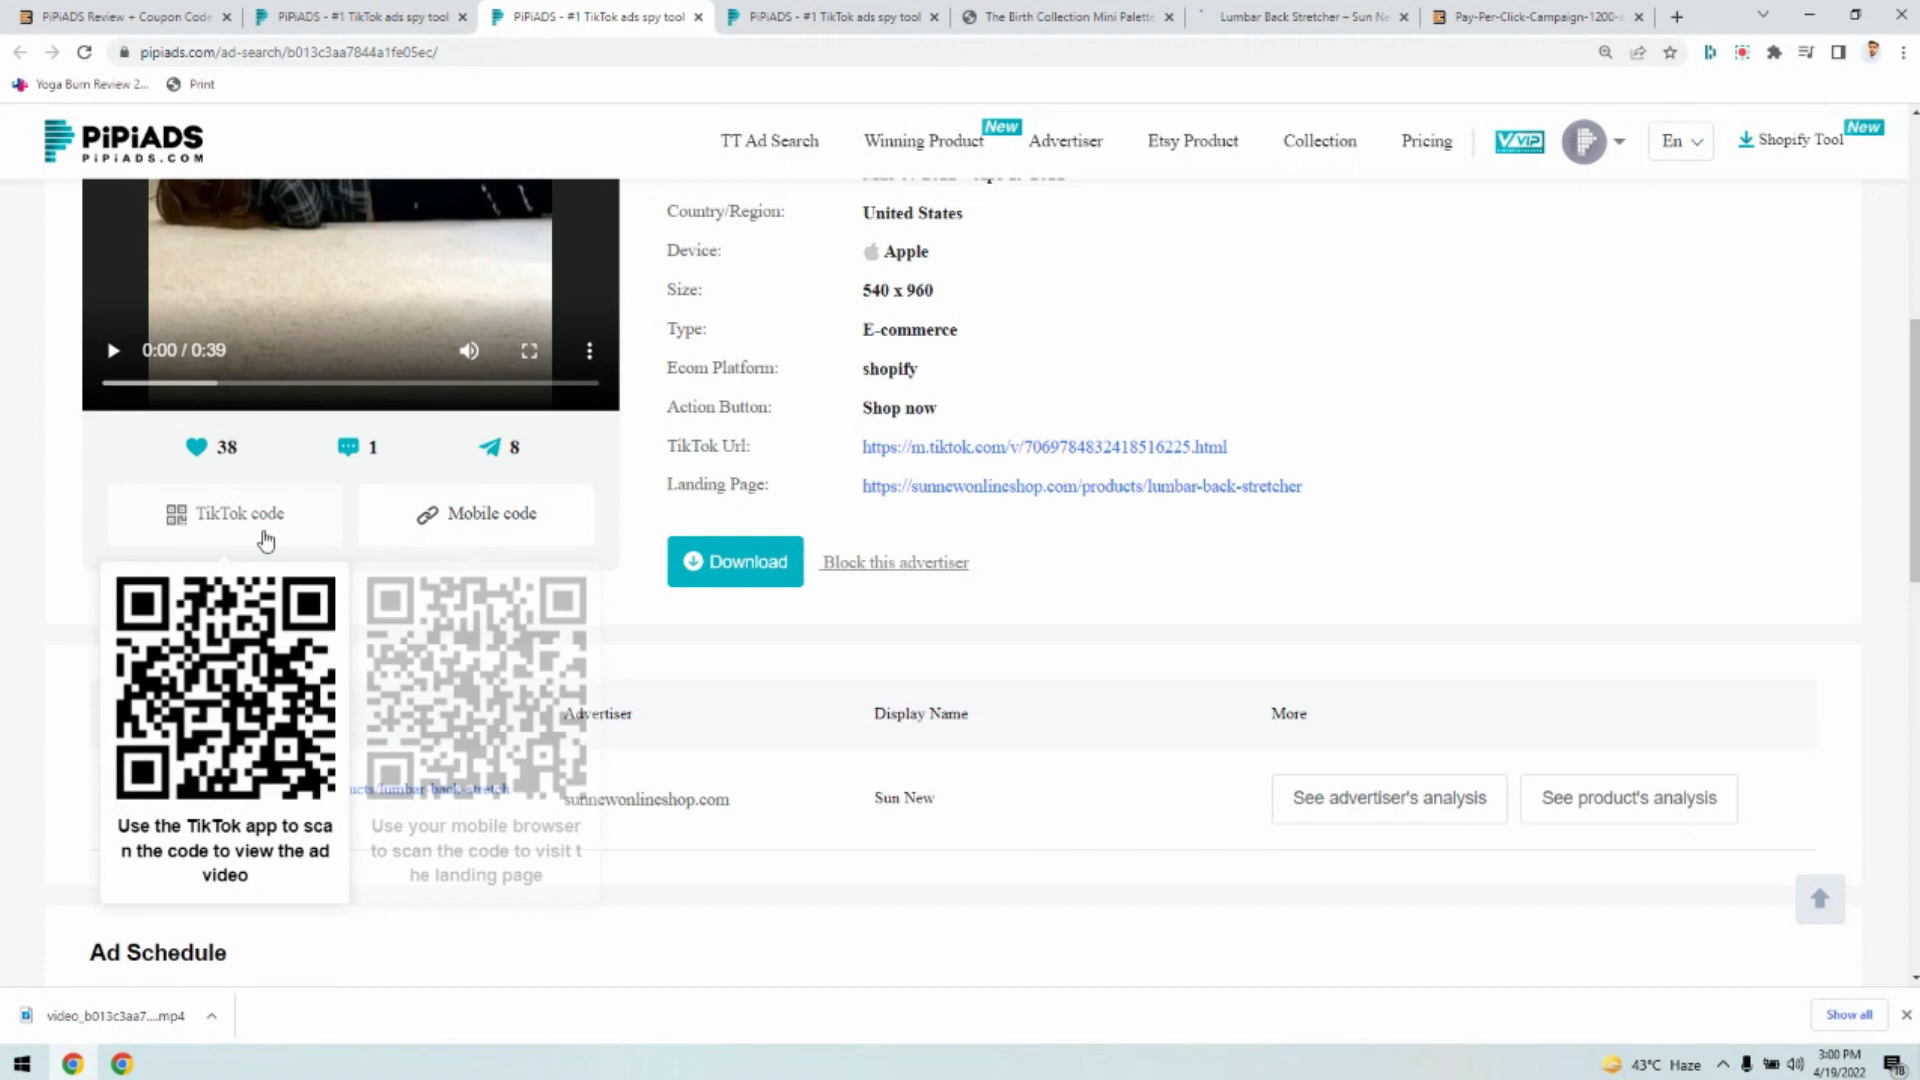 PiPiADS Review + Coupon Code
PiPiADS - #1 TikTok ads spy tool
PiPiADS - #1 TikTok ads spy tool
PiPiADS - #1 TikTok ads spy tool
The Birth Collection Mini Palette
Lumbar Back Stretcher – Sun Ne
Pay-Per-Click-Campaign-1200-
pipiads.com/ad-search/b013c3aa7844a1fe05ec/
Yoga Burn Review 2...
Print
PiPiADS
PiPiADS.COM
TT Ad Search
Winning Product
New
Advertiser
Etsy Product
Collection
Pricing
VVIP
En
Shopify Tool
New
Country/Region:
United States
Device:
Apple
Size:
540 x 960
Type:
E-commerce
Ecom Platform:
shopify
Action Button:
Shop now
TikTok Url:
https://m.tiktok.com/v/7069784832418516225.html
Landing Page:
https://sunnewonlineshop.com/products/lumbar-back-stretcher
0:00 / 0:39
38
1
8
TikTok code
Mobile code
Download
Block this advertiser
Use the TikTok app to sca
n the code to view the ad
video
Use your mobile browser
to scan the code to visit t
he landing page
Advertiser
Display Name
More
ucts/lumbar-back-stretch
sunnewonlineshop.com
Sun New
See advertiser's analysis
See product's analysis
Ad Schedule
video_b013c3aa7....mp4
Show all
43°C Haze
3:00 PM
4/19/2022
18